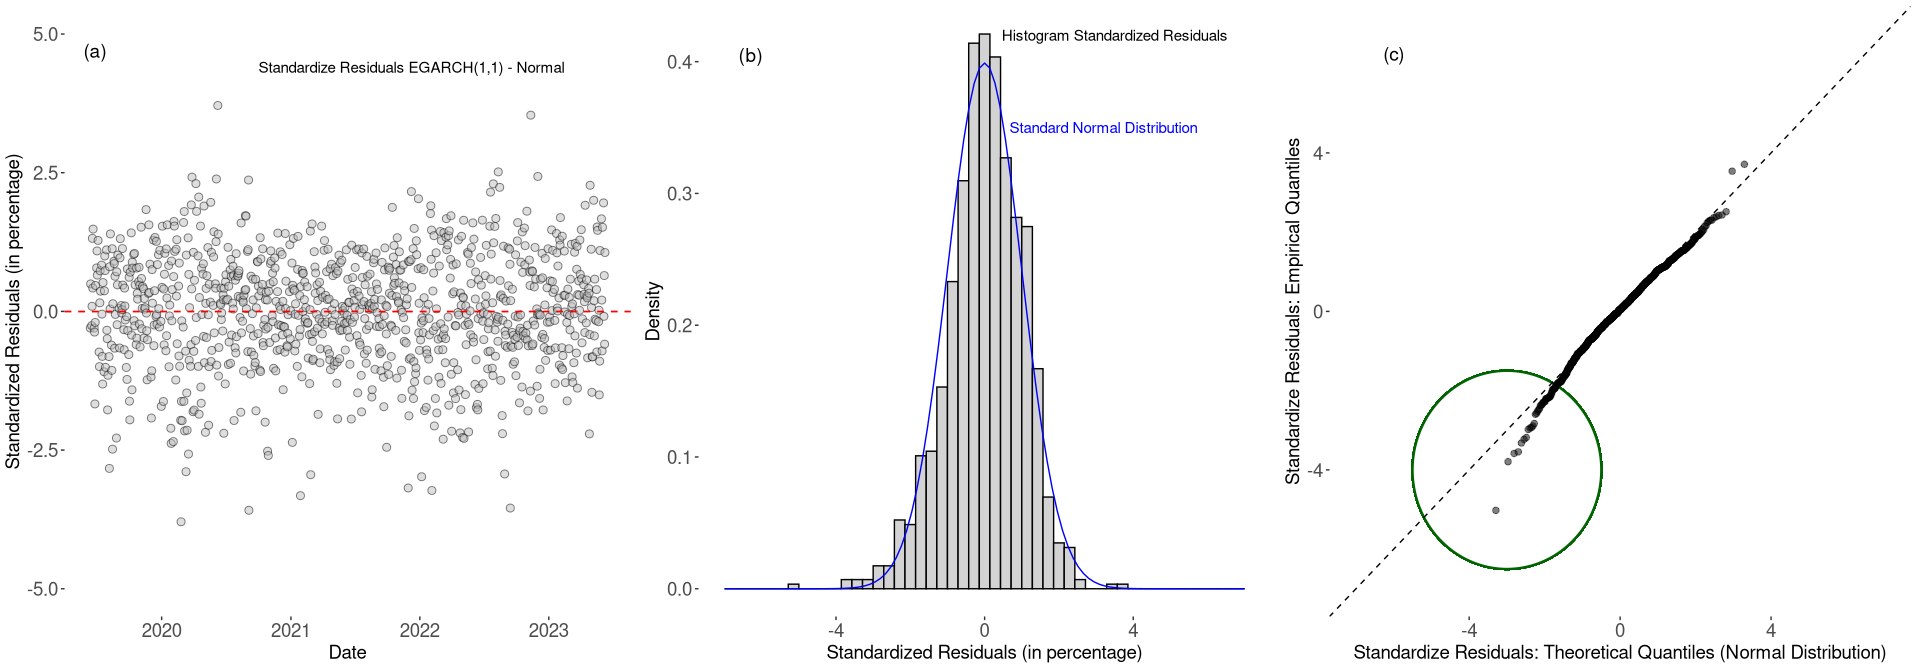 (a)
Standardize Residuals EGARCH(1,1) - Normal
Standardized Residuals (in percentage)
5.0
2.5
0.0
-2.5
-5.0
2020 2021 2022 2023
Date
(b)
Histogram Standardized Residuals
Standard Normal Distribution
Density
0.4
0.3
0.2
0.1
0.0
-4 0 4
Standardized Residuals (in percentage)
(c)
Standardize Residuals: Empirical Quantiles
4
0
-4
-4 0 4
Standardize Residuals: Theoretical Quantiles (Normal Distribution)